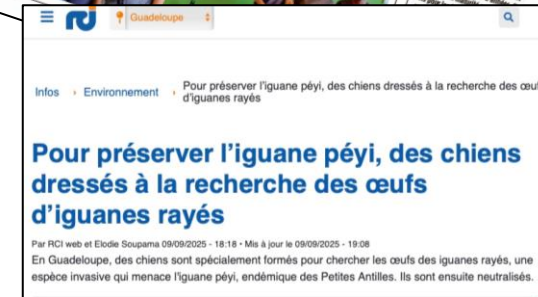 rci
Guadeloupe
Infos › Environnement › Pour préserver l'iguane péyi, des chiens dressés à la recherche des œuf
d'iguanes rayés
Pour préserver l'iguane péyi, des chiens
dressés à la recherche des œufs
d'iguanes rayés
Par RCI web et Elodie Soupama 09/09/2025 - 18:18 • Mis à jour le 09/09/2025 - 19:08
En Guadeloupe, des chiens sont spécialement formés pour chercher les œufs des iguanes rayés, une
espèce invasive qui menace l'iguane péyi, endémique des Petites Antilles. Ils sont ensuite neutralisés.